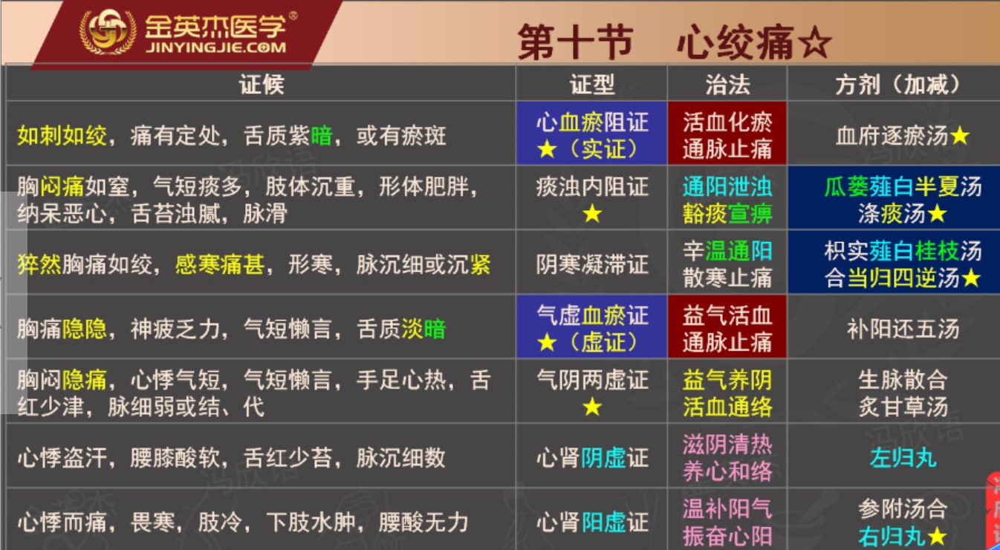 金英杰医学®
JINYINGJIE.COM
第十节 心绞痛☆
证候 证型 治法 方剂（加减）
如刺如绞，痛有定处，舌质紫暗，或有瘀斑
心血瘀阻证
★（实证）
活血化瘀
通脉止痛
血府逐瘀汤★
胸闷痛如窒，气短痰多，肢体沉重，形体肥胖，
纳呆恶心，舌苔浊腻，脉滑
痰浊内阻证
★
通阳泄浊
豁痰宣痹
瓜蒌薤白半夏汤
涤痰汤★
猝然胸痛如绞，感寒痛甚，形寒，脉沉细或沉紧
阴寒凝滞证
辛温通阳
散寒止痛
枳实薤白桂枝汤
合当归四逆汤★
胸痛隐隐，神疲乏力，气短懒言，舌质淡暗
气虚血瘀证
★（虚证）
益气活血
通脉止痛
补阳还五汤
胸闷隐痛，心悸气短，气短懒言，手足心热，舌
红少津，脉细弱或结、代
气阴两虚证
★
益气养阴
活血通络
生脉散合
炙甘草汤
心悸盗汗，腰膝酸软，舌红少苔，脉沉细数
心肾阴虚证
滋阴清热
养心和络
左归丸
心悸而痛，畏寒，肢冷，下肢水肿，腰酸无力
心肾阳虚证
温补阳气
振奋心阳
参附汤合
右归丸★
冯欣语
冯欣语
冯欣语
冯欣语